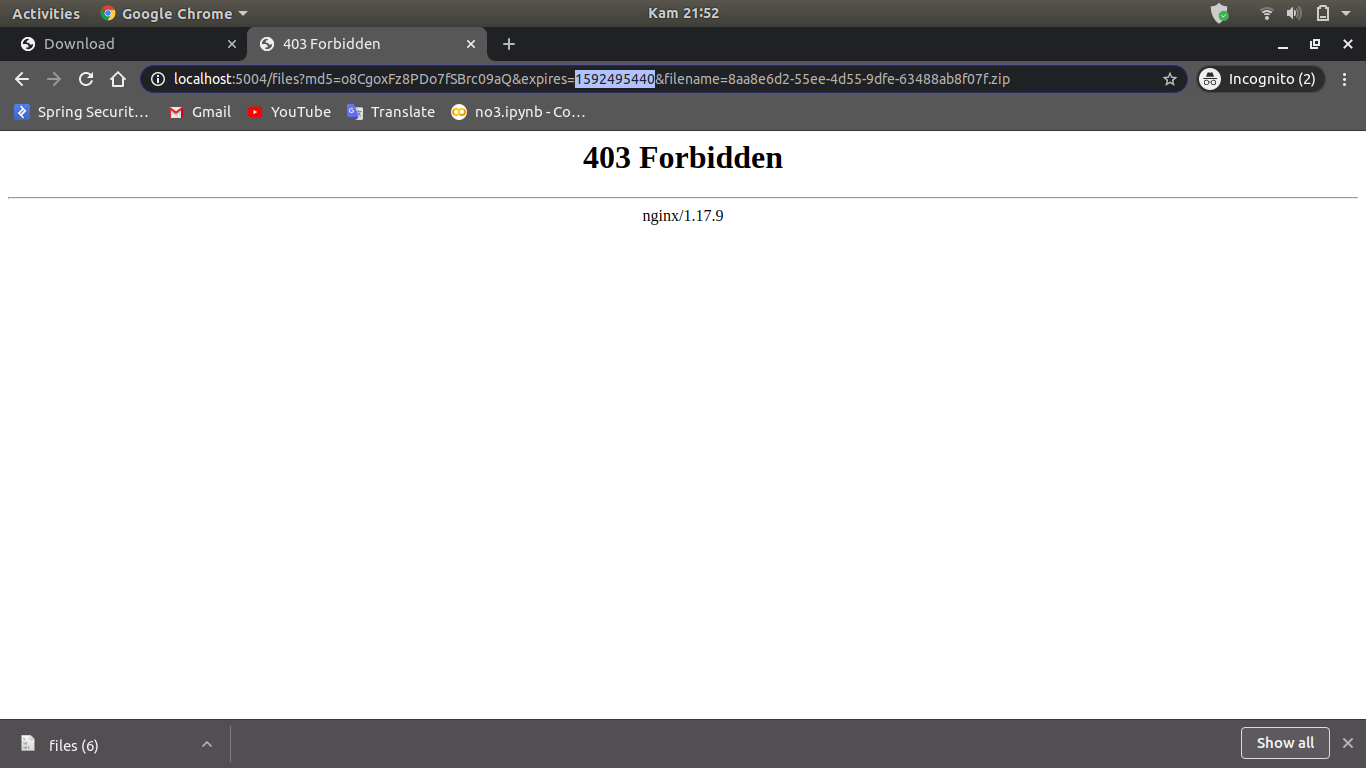 Activities Google Chrome Kam 21:52
Download 403 Forbidden
localhost:5004/files?md5=o8CgoxFz8PDo7fSBrc09aQ&expires=1592495440&filename=8aa8e6d2-55ee-4d55-9dfe-63488ab8f07f.zip Incognito (2)
Spring Securit… Gmail YouTube Translate no3.ipynb - Co…
403 Forbidden
nginx/1.17.9
files (6) Show all